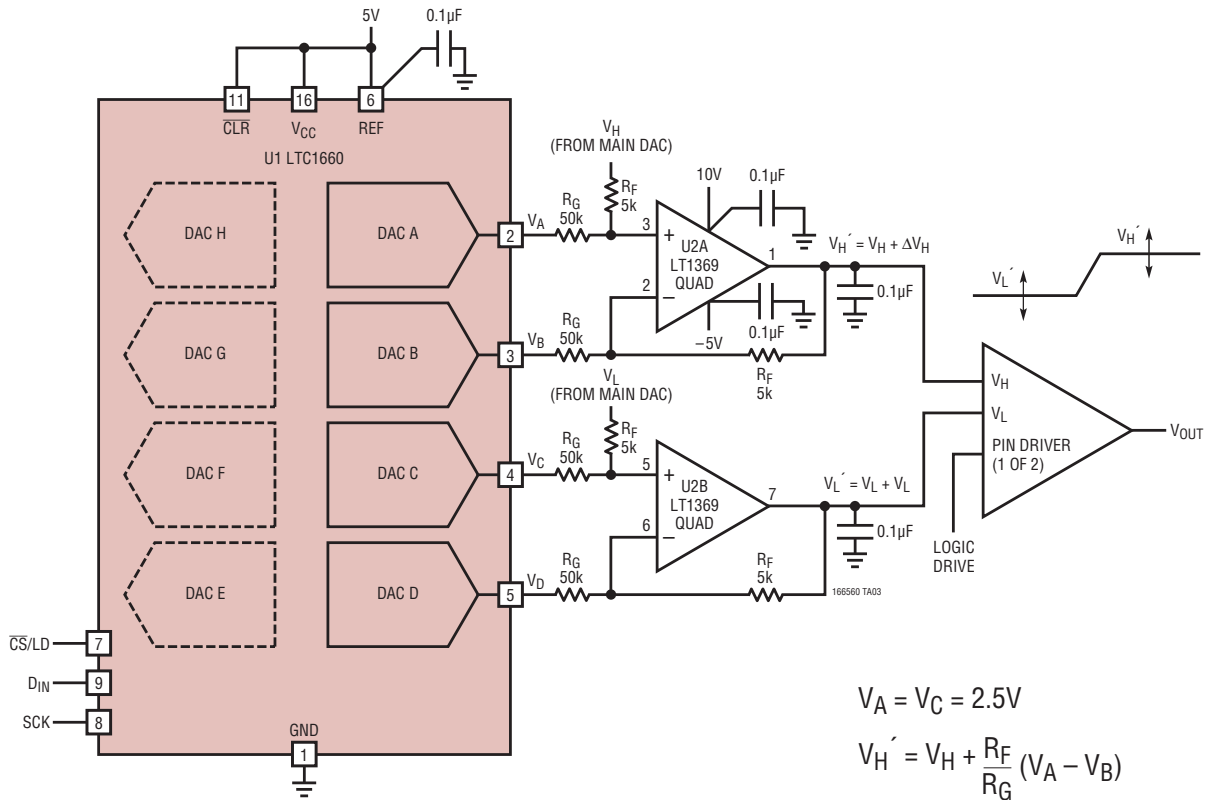 5V
0.1µF
11
16
6
CLR
VCC
REF
U1 LTC1660
DAC H
DAC A
2
VA
RG
50k
VH
(FROM MAIN DAC)
RF
5k
3
+
10V
0.1µF
U2A
LT1369
QUAD
1
VH´ = VH + ΔVH
0.1µF
2
–
–5V
0.1µF
VH´
VL´
DAC G
DAC B
3
VB
RG
50k
RF
5k
VL
(FROM MAIN DAC)
RF
5k
VH
VL
PIN DRIVER
(1 OF 2)
VOUT
LOGIC
DRIVE
DAC F
DAC C
4
VC
RG
50k
5
+
U2B
LT1369
QUAD
7
VL´ = VL + VL
0.1µF
6
–
DAC E
DAC D
5
VD
RG
50k
RF
5k
166560 TA03
CS/LD
7
DIN
9
SCK
8
GND
1
VA = VC = 2.5V
VH´ = VH + RF/RG (VA – VB)